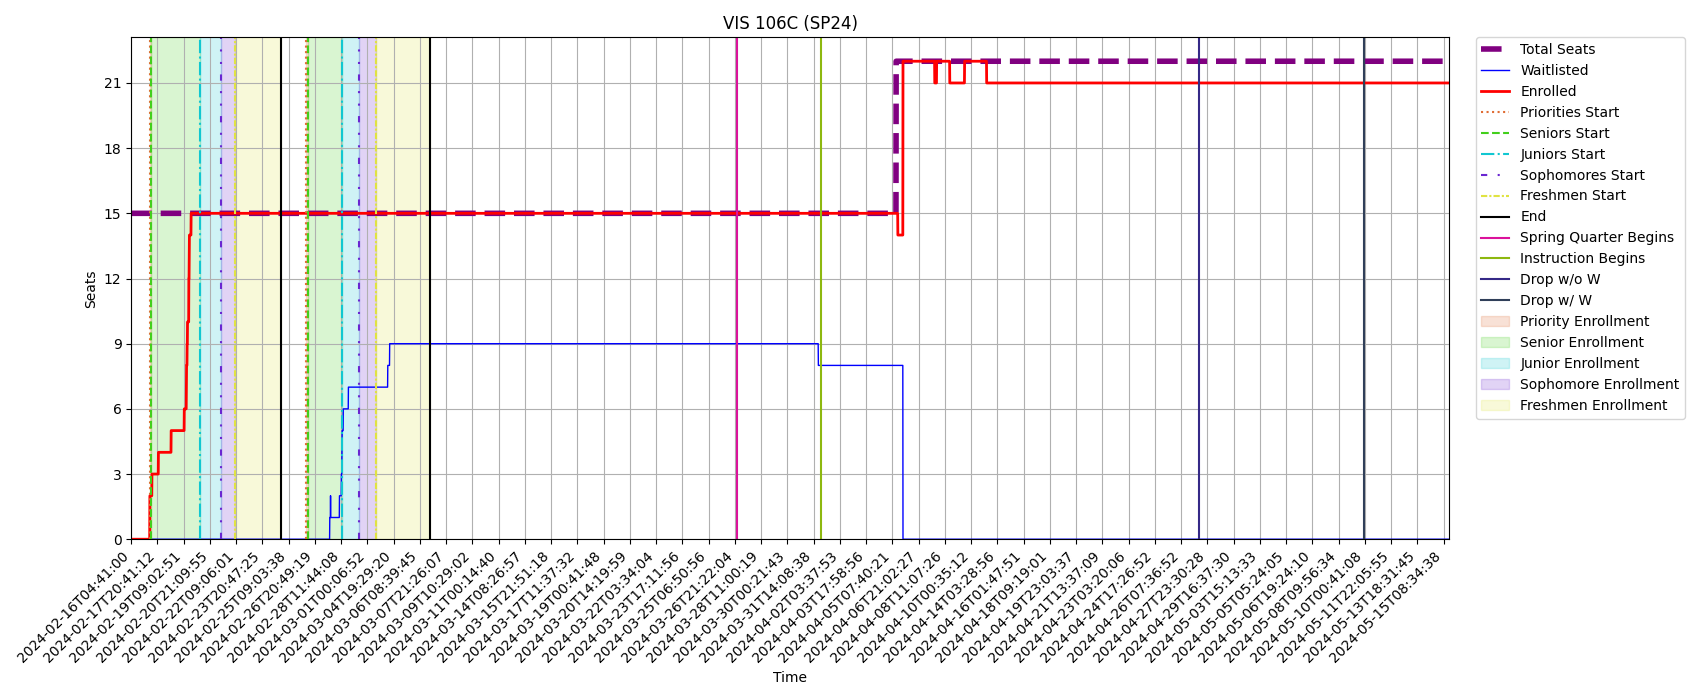 VIS 106C (SP24)
Seats
21
18
15
12
9
6
3
0
2024-02-16T04:41:00
2024-02-17T20:41:12
2024-02-19T09:02:51
2024-02-20T21:09:55
2024-02-22T09:06:01
2024-02-23T20:47:25
2024-02-25T09:03:38
2024-02-26T20:49:19
2024-02-28T11:44:08
2024-03-01T00:06:52
2024-03-04T19:29:20
2024-03-06T08:39:45
2024-03-07T21:26:07
2024-03-09T10:29:02
2024-03-11T00:14:40
2024-03-14T08:26:57
2024-03-15T21:51:18
2024-03-17T11:37:32
2024-03-19T00:41:48
2024-03-20T14:19:59
2024-03-22T03:34:04
2024-03-23T17:11:56
2024-03-25T06:50:56
2024-03-26T21:22:04
2024-03-28T11:00:19
2024-03-30T00:21:43
2024-03-31T14:08:38
2024-04-02T03:37:53
2024-04-03T17:58:56
2024-04-05T07:40:21
2024-04-06T21:02:27
2024-04-08T11:07:26
2024-04-10T00:35:12
2024-04-14T03:28:56
2024-04-16T01:47:51
2024-04-18T09:19:01
2024-04-19T23:03:37
2024-04-21T13:37:09
2024-04-23T03:20:06
2024-04-24T17:26:52
2024-04-26T07:36:52
2024-04-27T23:30:28
2024-04-29T16:37:30
2024-05-03T15:13:33
2024-05-05T05:24:05
2024-05-06T19:24:10
2024-05-08T09:56:34
2024-05-10T00:41:08
2024-05-11T22:05:55
2024-05-13T18:31:45
2024-05-15T08:34:38
Time
Total Seats
Waitlisted
Enrolled
Priorities Start
Seniors Start
Juniors Start
Sophomores Start
Freshmen Start
End
Spring Quarter Begins
Instruction Begins
Drop w/o W
Drop w/ W
Priority Enrollment
Senior Enrollment
Junior Enrollment
Sophomore Enrollment
Freshmen Enrollment